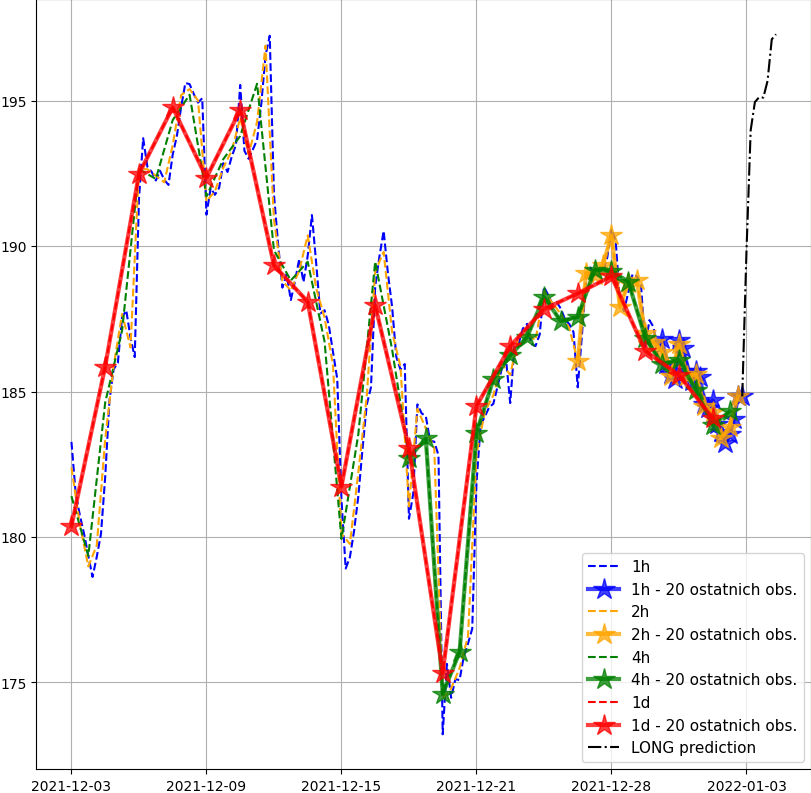 195
190
185
180
175
1h
1h - 20 ostatnich obs.
2h
2h - 20 ostatnich obs.
4h
4h - 20 ostatnich obs.
1d
1d - 20 ostatnich obs.
LONG prediction
2021-12-03 2021-12-09 2021-12-15 2021-12-21 2021-12-28 2022-01-03